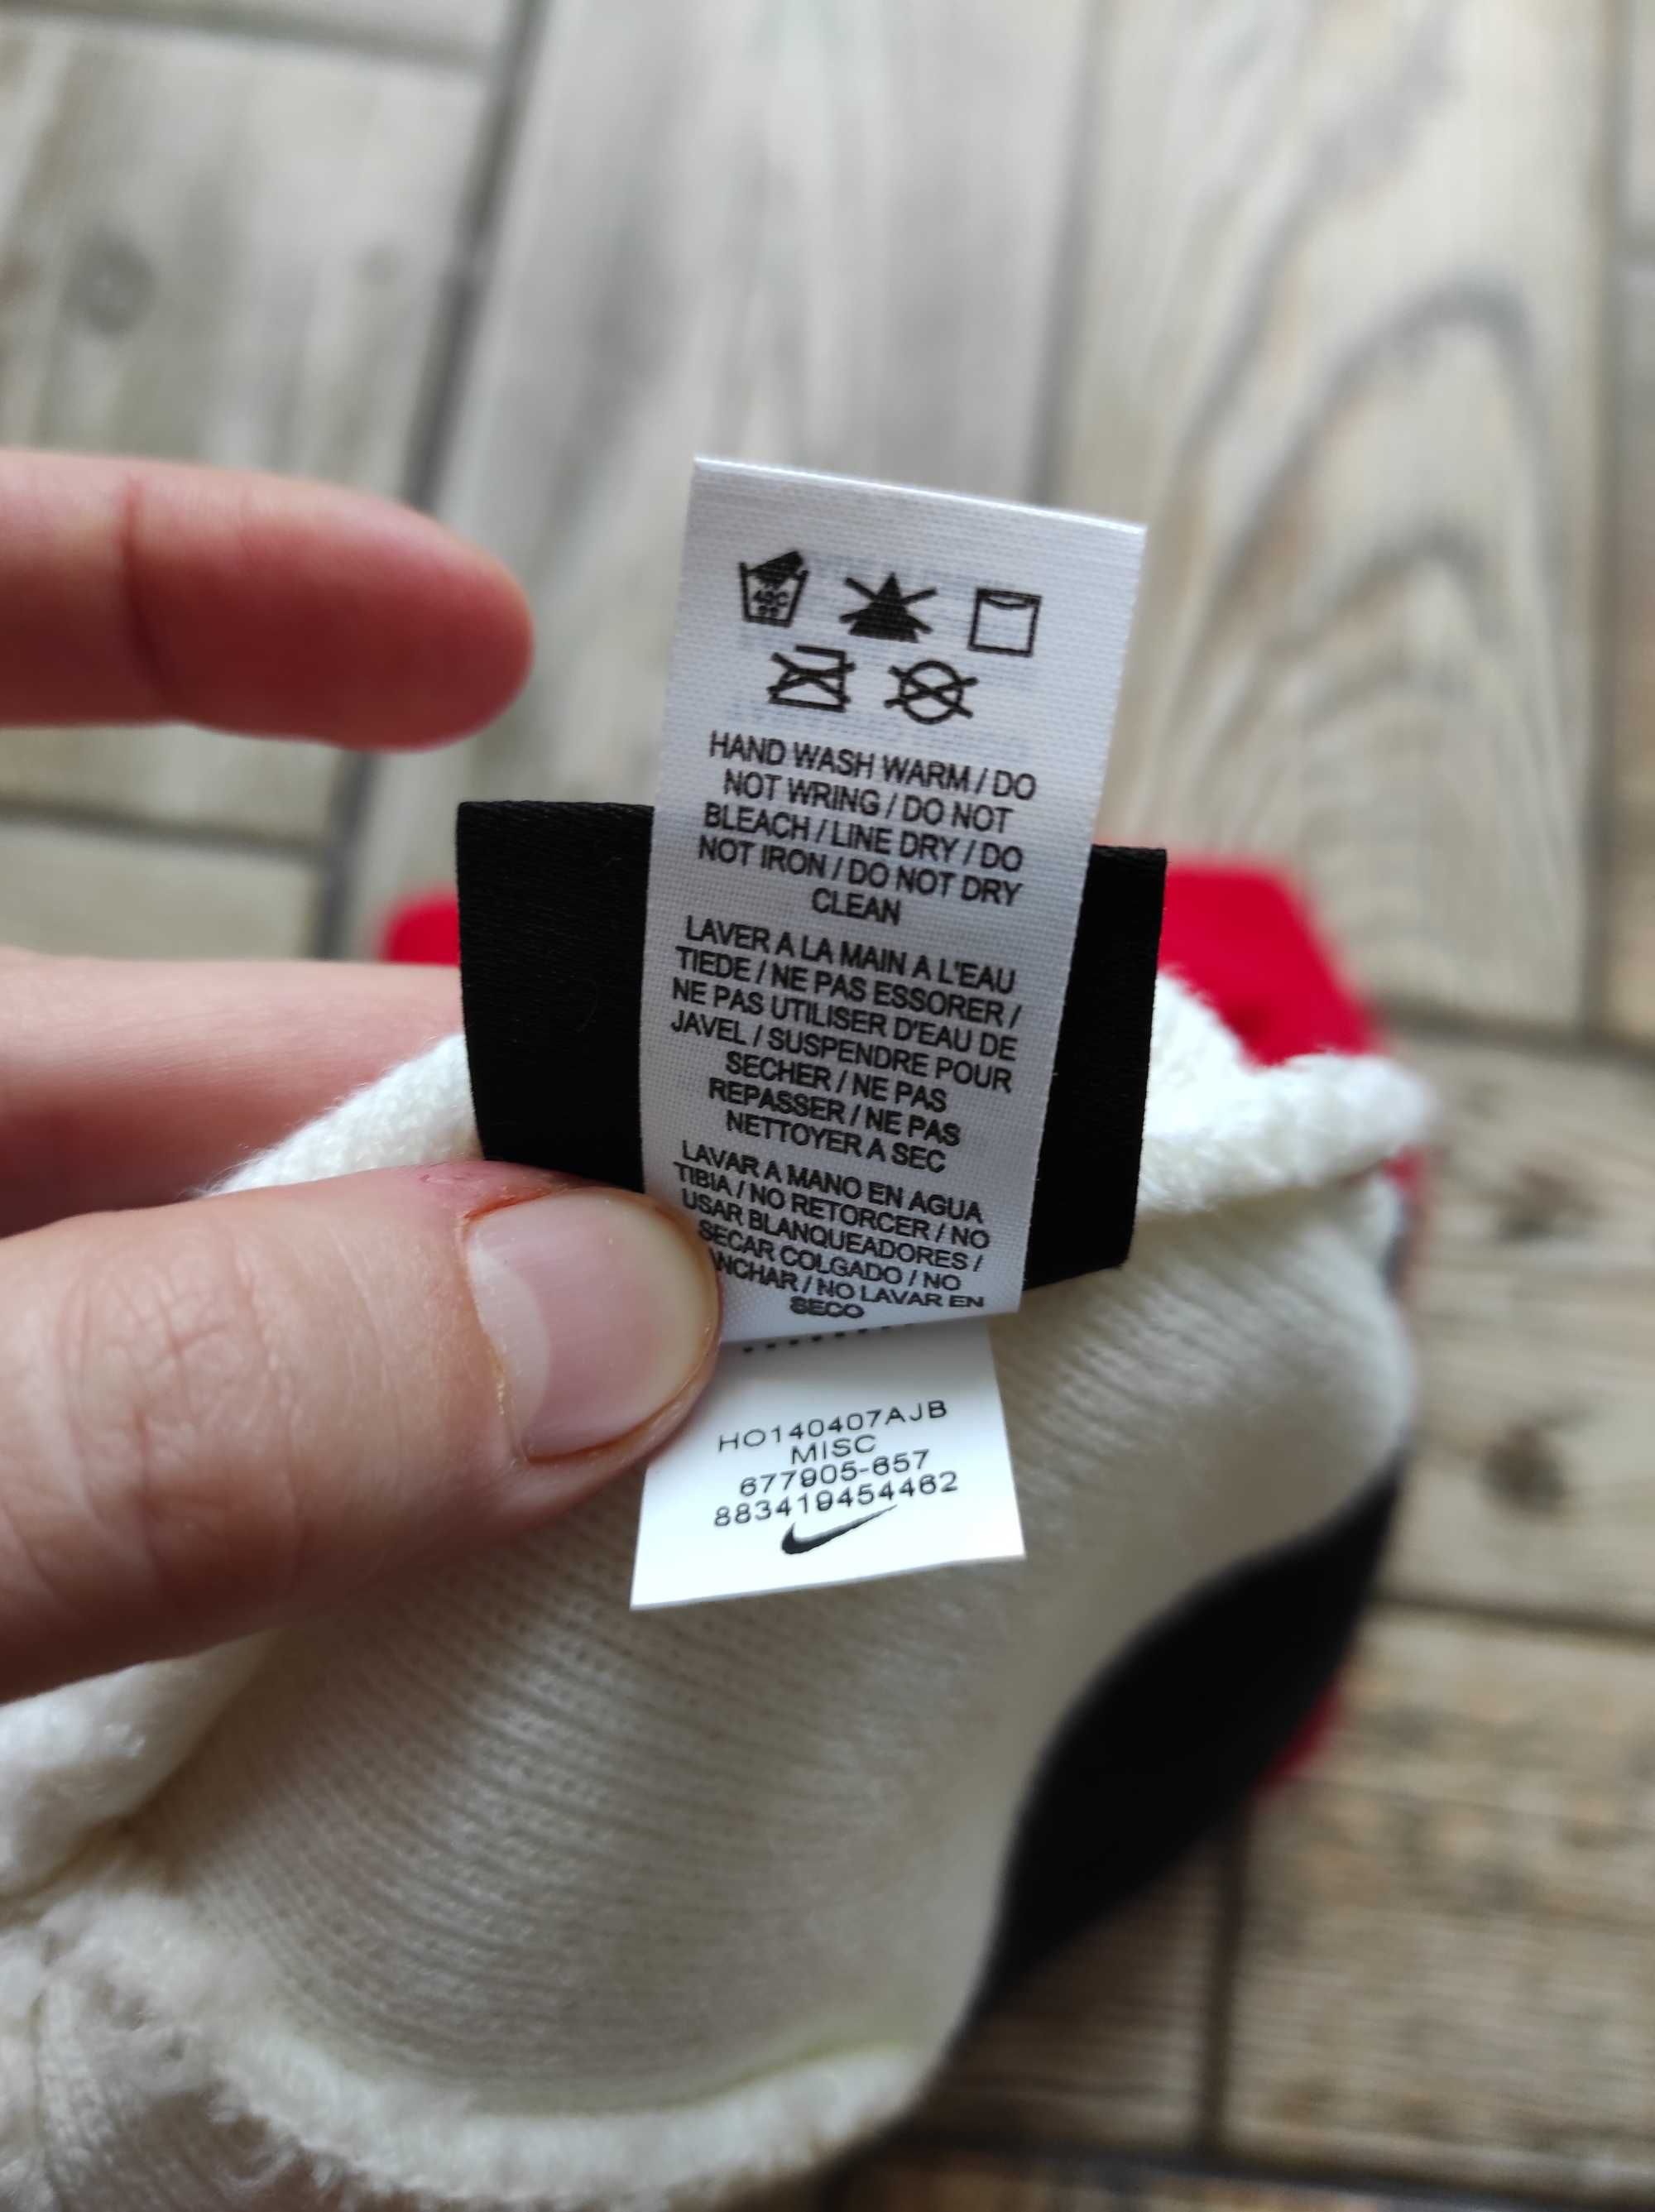 40C
HAND WASH WARM / DO
NOT WRING / DO NOT
BLEACH / LINE DRY / DO
NOT IRON / DO NOT DRY
CLEAN
LAVER A LA MAIN A L'EAU
TIEDE / NE PAS ESSORER /
NE PAS UTILISER D'EAU DE
JAVEL / SUSPENDRE POUR
SECHER / NE PAS
REPASSER / NE PAS
NETTOYER A SEC
LAVAR A MANO EN AGUA
TIBIA / NO RETORCER / NO
USAR BLANQUEADORES /
SECAR COLGADO / NO
NCHAR / NO LAVAR EN
SECO
HO140407AJB
MISC
677905-657
883419454462